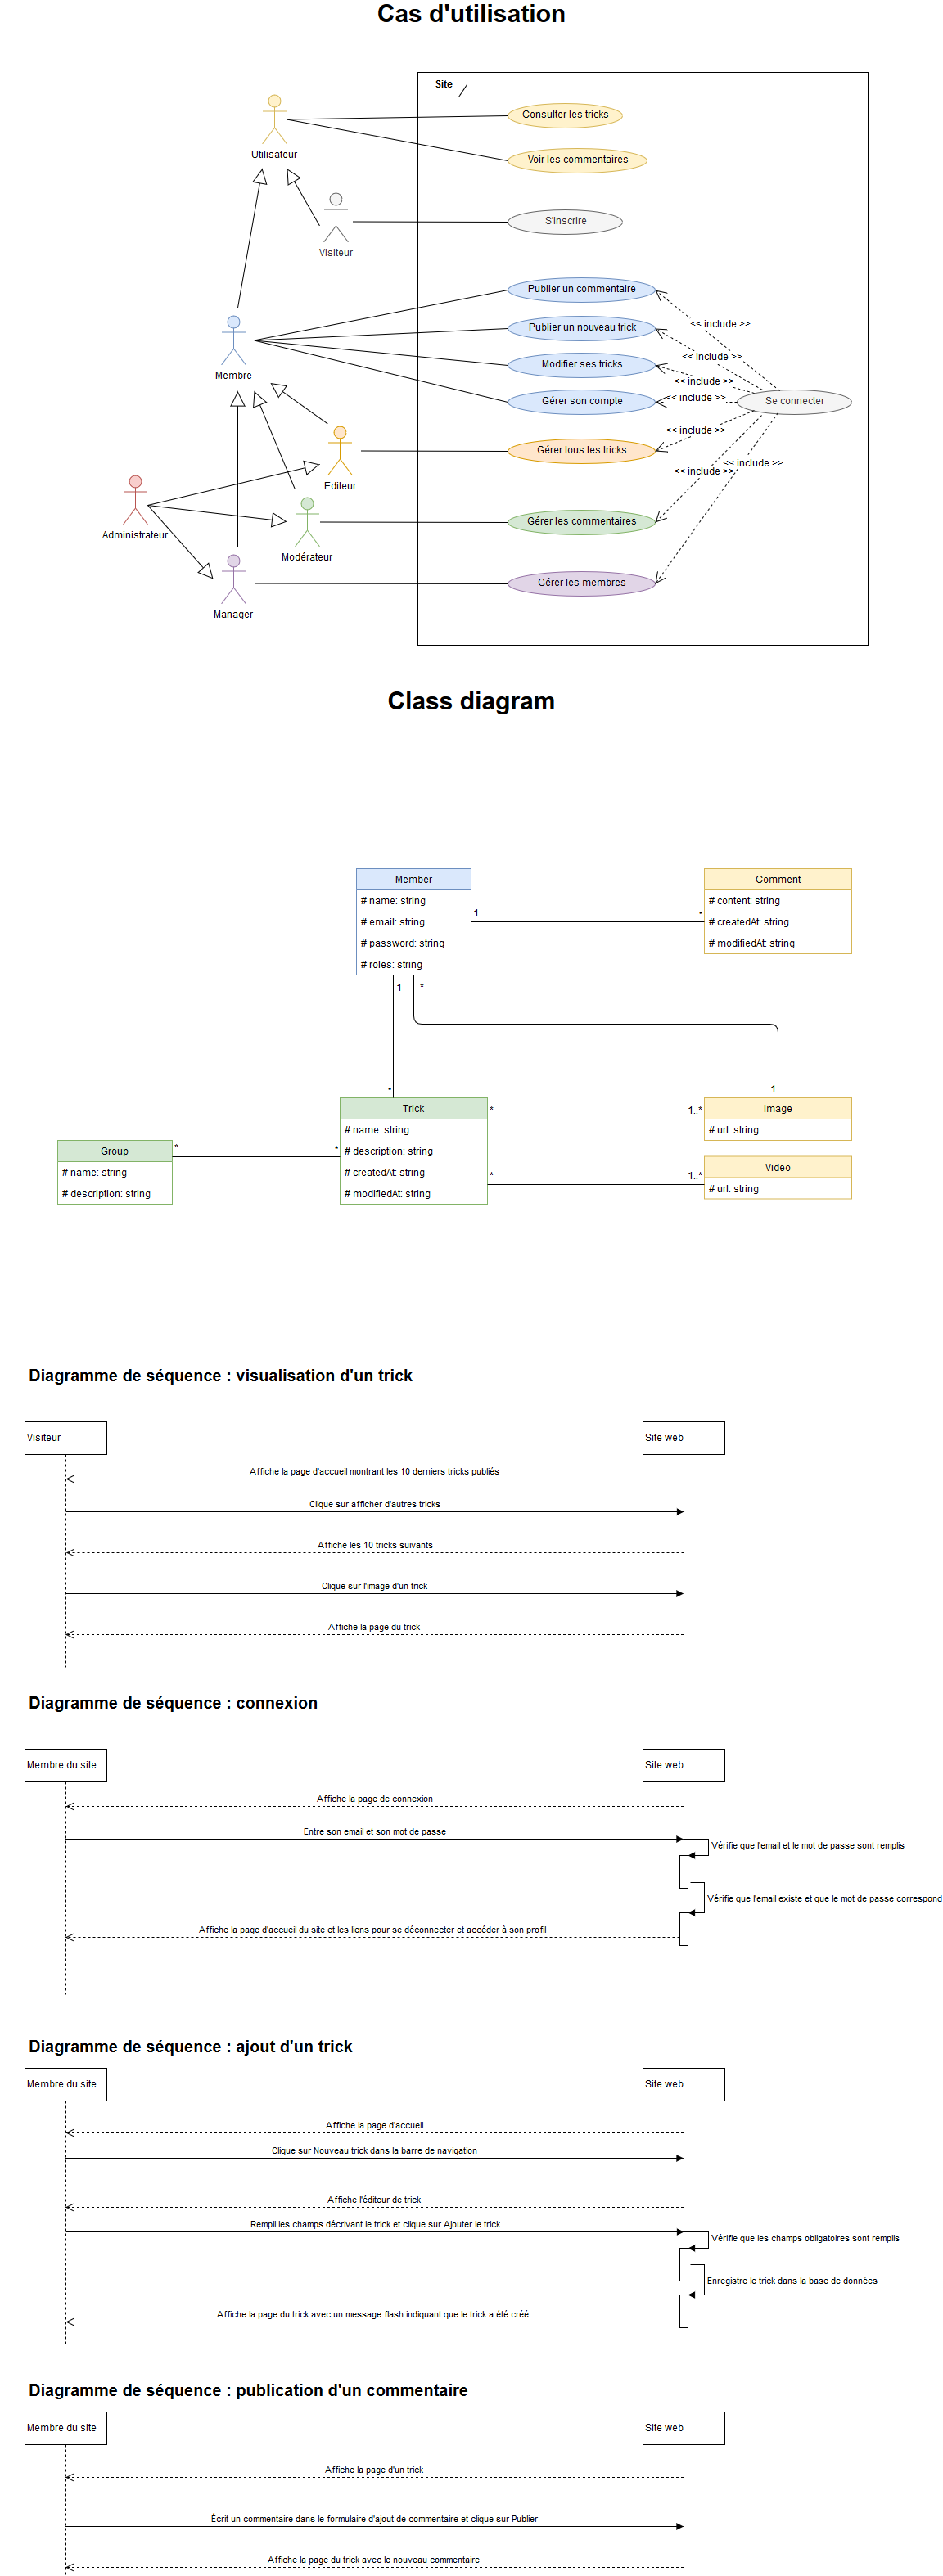 Cas d'utilisation
Site
Utilisateur
Consulter les tricks
Voir les commentaires
Visiteur
S'inscrire
Membre
Publier un commentaire
<< include >>
Publier un nouveau trick
<< include >>
Modifier ses tricks
<< include >>
Gérer son compte
<< include >>
Se connecter
Editeur
Gérer tous les tricks
<< include >>
<< include >>
<< include >>
Administrateur
Modérateur
Gérer les commentaires
Manager
Gérer les membres
Class diagram
Member
# name: string
# email: string
# password: string
# roles: string
1
*
Comment
# content: string
# createdAt: string
# modifiedAt: string
1
*
*
1
Trick
# name: string
# description: string
# createdAt: string
# modifiedAt: string
*
1..*
Image
# url: string
*
1..*
Video
# url: string
Group
# name: string
# description: string
*
*
Diagramme de séquence : visualisation d'un trick
Visiteur
Site web
Affiche la page d'accueil montrant les 10 derniers tricks publiés
Clique sur afficher d'autres tricks
Affiche les 10 tricks suivants
Clique sur l'image d'un trick
Affiche la page du trick
Diagramme de séquence : connexion
Membre du site
Site web
Affiche la page de connexion
Entre son email et son mot de passe
Vérifie que l'email et le mot de passe sont remplis
Vérifie que l'email existe et que le mot de passe correspond
Affiche la page d'accueil du site et les liens pour se déconnecter et accéder à son profil
Diagramme de séquence : ajout d'un trick
Membre du site
Site web
Affiche la page d'accueil
Clique sur Nouveau trick dans la barre de navigation
Affiche l'éditeur de trick
Rempli les champs décrivant le trick et clique sur Ajouter le trick
Vérifie que les champs obligatoires sont remplis
Enregistre le trick dans la base de données
Affiche la page du trick avec un message flash indiquant que le trick a été créé
Diagramme de séquence : publication d'un commentaire
Membre du site
Site web
Affiche la page d'un trick
Écrit un commentaire dans le formulaire d'ajout de commentaire et clique sur Publier
Affiche la page du trick avec le nouveau commentaire